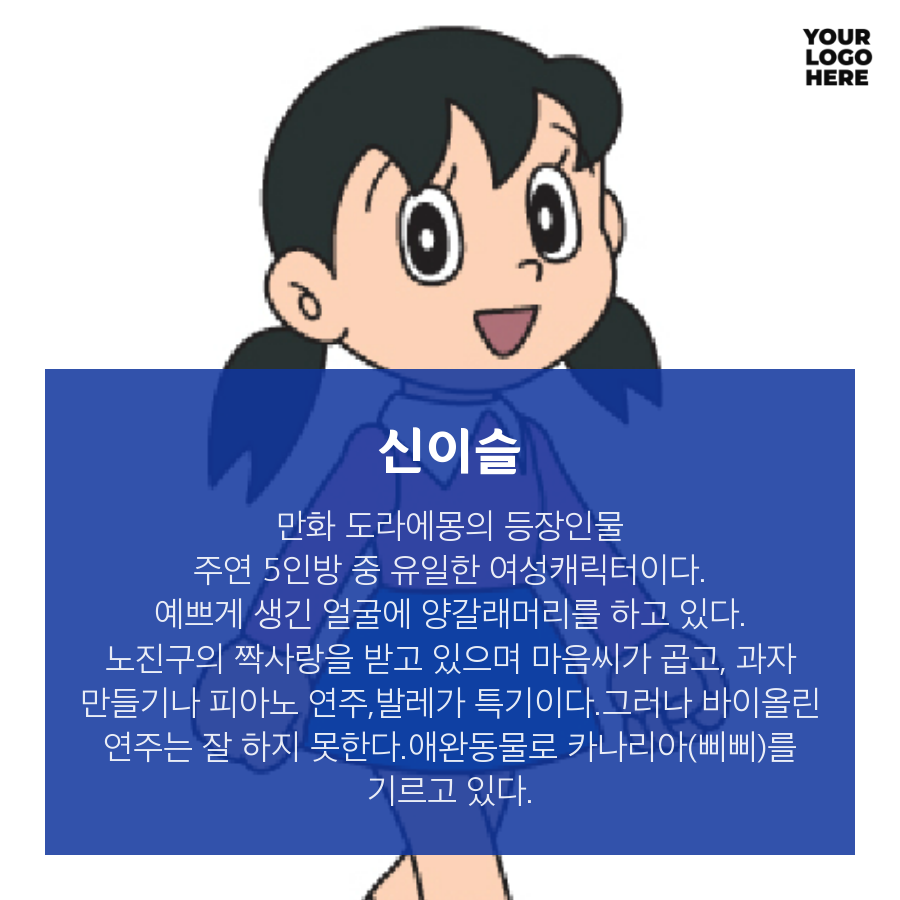 YOUR
LOGO
HERE
신이슬
만화 도라에몽의 등장인물
주연 5인방 중 유일한 여성캐릭터이다.
예쁘게 생긴 얼굴에 양갈래머리를 하고 있다.
노진구의 짝사랑을 받고 있으며 마음씨가 곱고, 과자
만들기나 피아노 연주,발레가 특기이다.그러나 바이올린
연주는 잘 하지 못한다.애완동물로 카나리아(삐삐)를
기르고 있다.